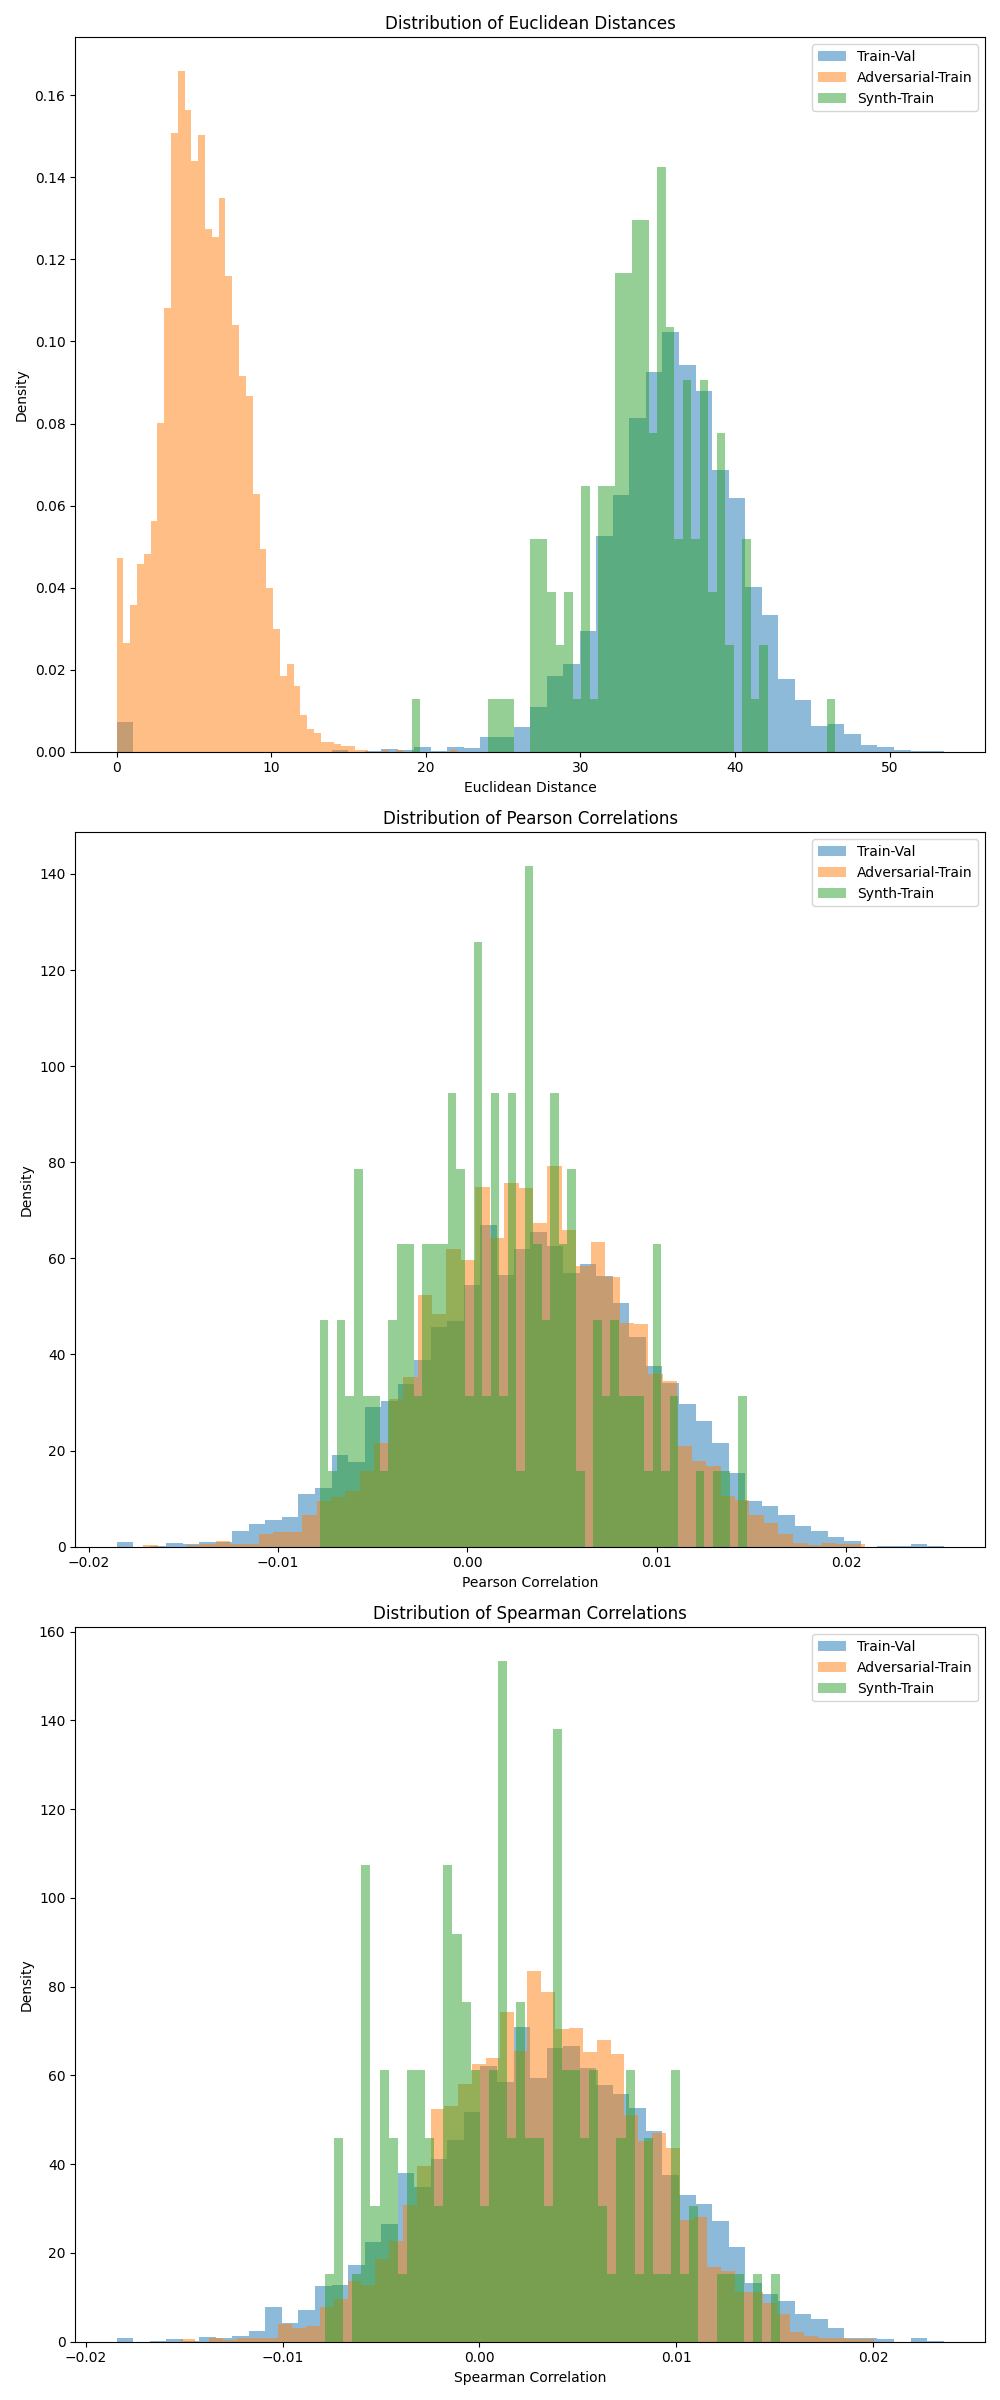 Distribution of Euclidean Distances
Train-Val
Adversarial-Train
Synth-Train
Density
0.16
0.14
0.12
0.10
0.08
0.06
0.04
0.02
0.00
0 10 20 30 40 50
Euclidean Distance
Distribution of Pearson Correlations
Train-Val
Adversarial-Train
Synth-Train
Density
140
120
100
80
60
40
20
0
−0.02 −0.01 0.00 0.01 0.02
Pearson Correlation
Distribution of Spearman Correlations
Train-Val
Adversarial-Train
Synth-Train
Density
160
140
120
100
80
60
40
20
0
−0.02 −0.01 0.00 0.01 0.02
Spearman Correlation